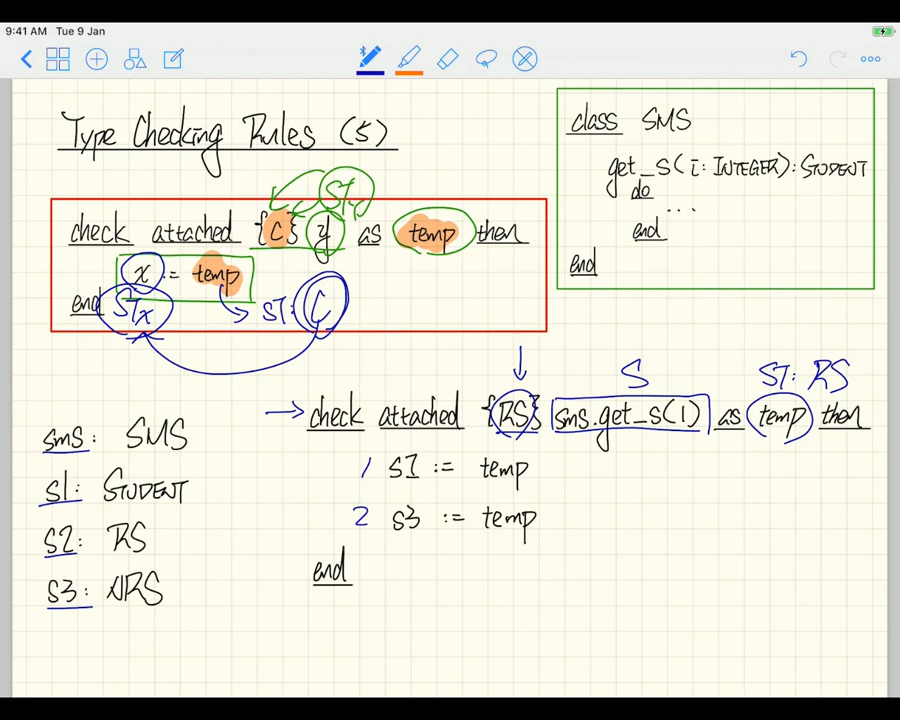 9:41 AM Tue 9 Jan
Type Checking Rules (5)
class SMS
get_s(i: INTEGER): STUDENT
do
...
end
end
ST
check attached {C} y as temp then
x := temp
end STx ST: C
S ST: RS
check attached {RS} sms.get_s(1) as temp then
1 s1 := temp
2 s3 := temp
end
sms: SMS
s1: STUDENT
s2: RS
s3: NRS